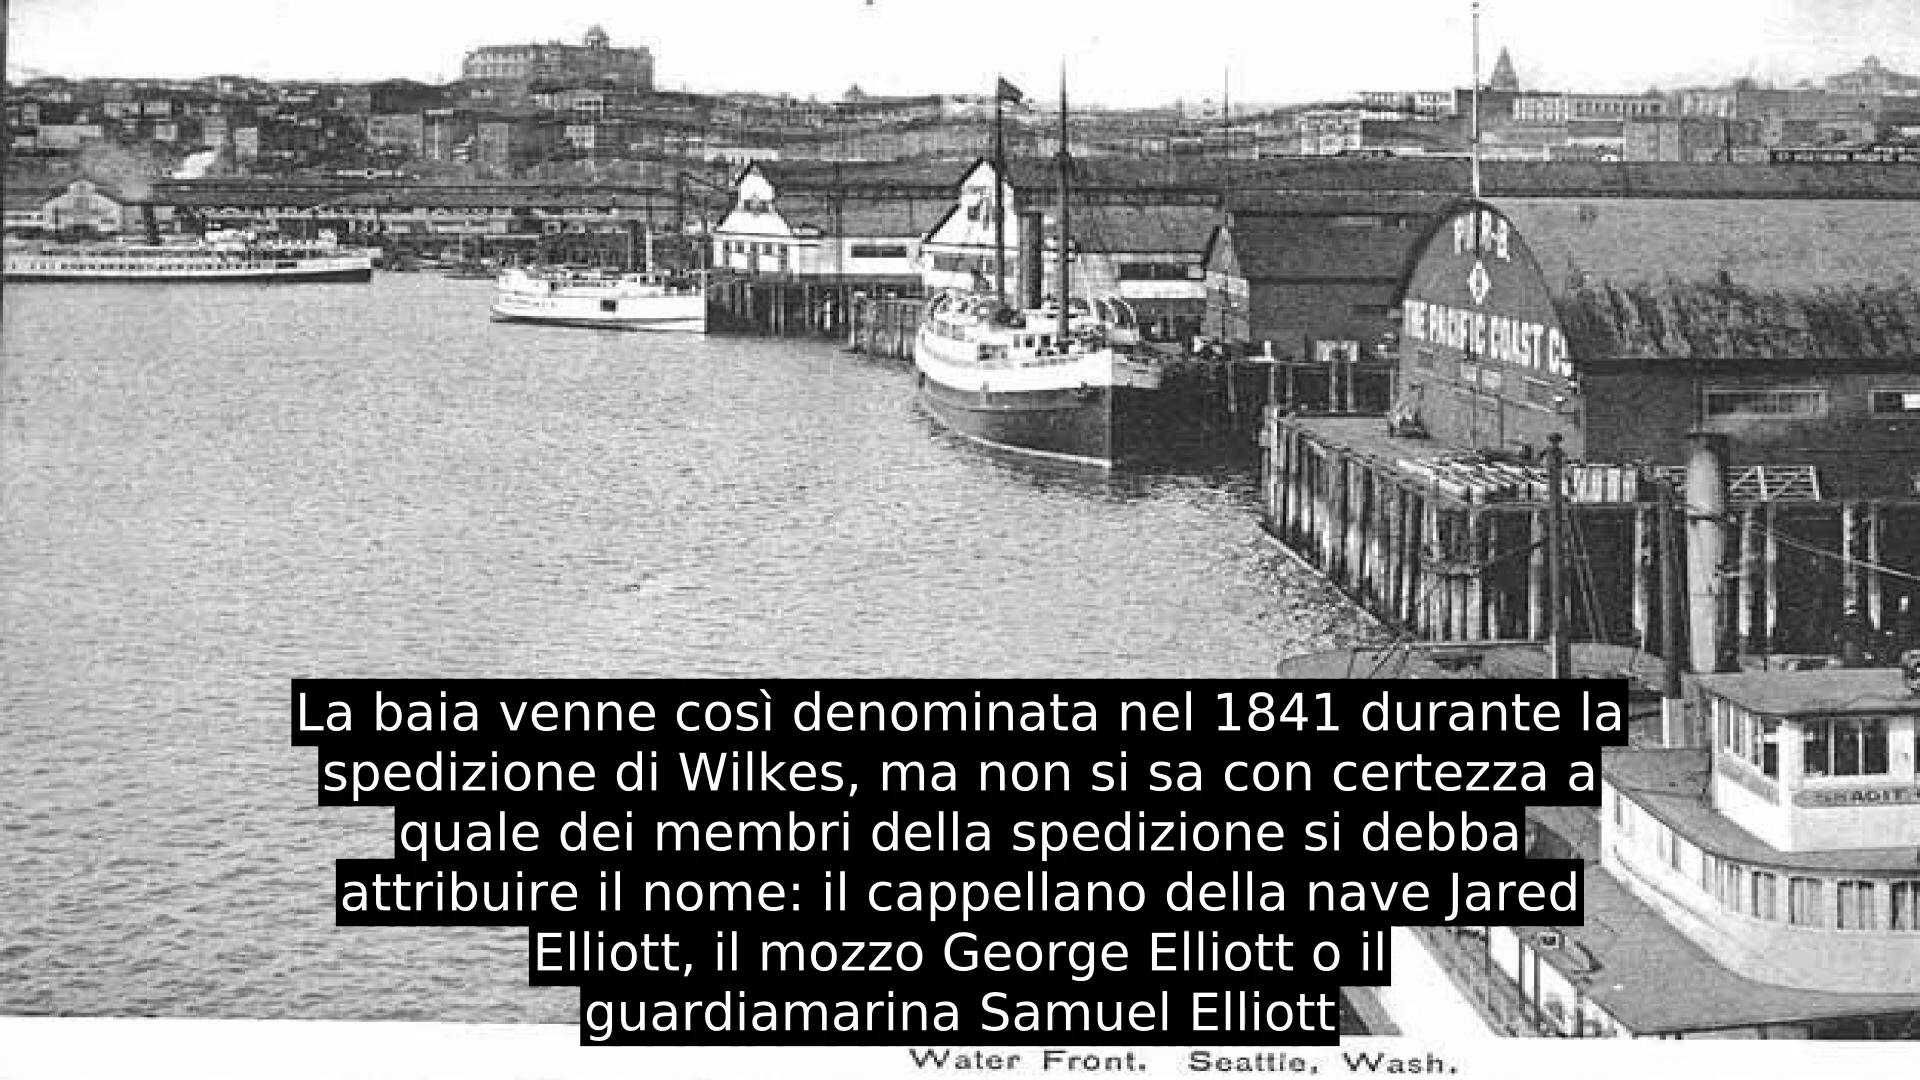 PIER-B
THE PACIFIC COAST CO.
SKAGIT
La baia venne così denominata nel 1841 durante la
spedizione di Wilkes, ma non si sa con certezza a
quale dei membri della spedizione si debba
attribuire il nome: il cappellano della nave Jared
Elliott, il mozzo George Elliott o il
guardiamarina Samuel Elliott
Water Front. Seattle, Wash.